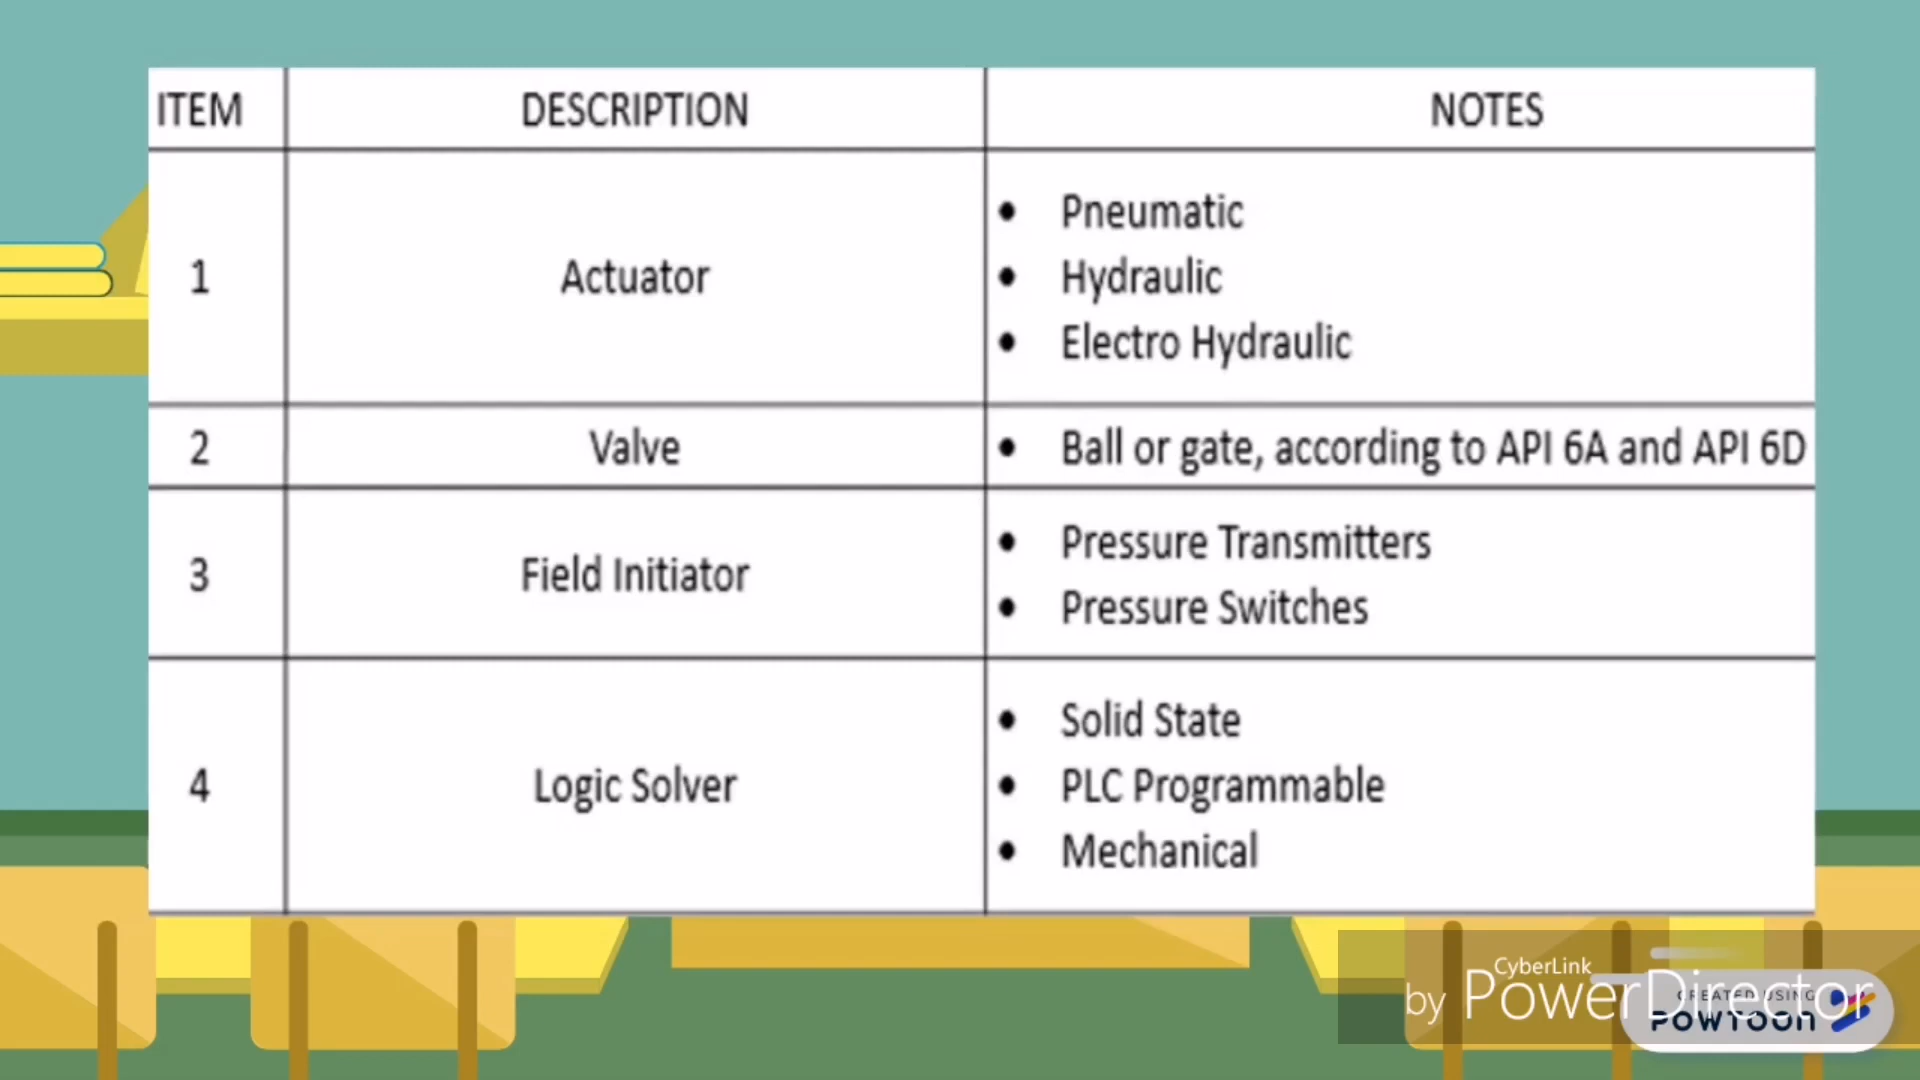 ITEM DESCRIPTION NOTES
1 Actuator
• Pneumatic
• Hydraulic
• Electro Hydraulic
2 Valve
• Ball or gate, according to API 6A and API 6D
3 Field Initiator
• Pressure Transmitters
• Pressure Switches
4 Logic Solver
• Solid State
• PLC Programmable
• Mechanical
CyberLink
by PowerDirector
CREATED USING
POWTOON